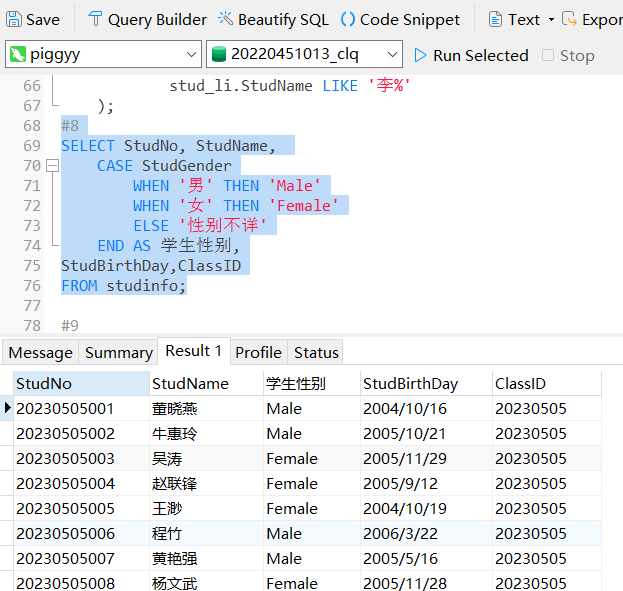 Save Query Builder Beautify SQL () Code Snippet Text Expor
piggyy 20220451013_clq Run Selected Stop
66 stud_li.StudName LIKE '李%'
67 );
68 #8
69 SELECT StudNo, StudName,
70 CASE StudGender
71 WHEN '男' THEN 'Male'
72 WHEN '女' THEN 'Female'
73 ELSE '性别不详'
74 END AS 学生性别,
75 StudBirthDay,ClassID
76 FROM studinfo;
77
78 #9
Message Summary Result 1 Profile Status
StudNo StudName 学生性别 StudBirthDay ClassID
20230505001 董晓燕 Male 2004/10/16 20230505
20230505002 牛惠玲 Male 2005/10/21 20230505
20230505003 吴涛 Female 2005/11/29 20230505
20230505004 赵联锋 Female 2005/9/12 20230505
20230505005 王渺 Female 2004/10/19 20230505
20230505006 程竹 Male 2006/3/22 20230505
20230505007 黄艳强 Male 2005/5/16 20230505
20230505008 杨文武 Female 2005/11/28 20230505